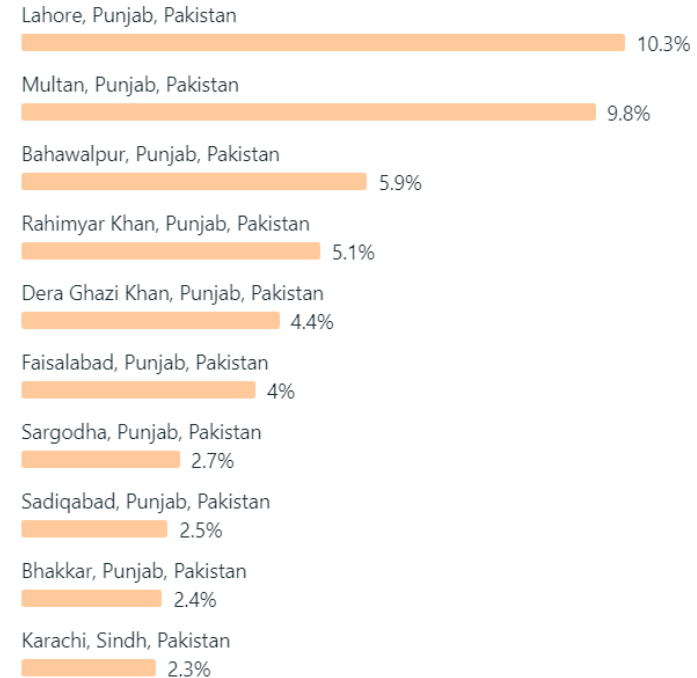 Lahore, Punjab, Pakistan
10.3%
Multan, Punjab, Pakistan
9.8%
Bahawalpur, Punjab, Pakistan
5.9%
Rahimyar Khan, Punjab, Pakistan
5.1%
Dera Ghazi Khan, Punjab, Pakistan
4.4%
Faisalabad, Punjab, Pakistan
4%
Sargodha, Punjab, Pakistan
2.7%
Sadiqabad, Punjab, Pakistan
2.5%
Bhakkar, Punjab, Pakistan
2.4%
Karachi, Sindh, Pakistan
2.3%